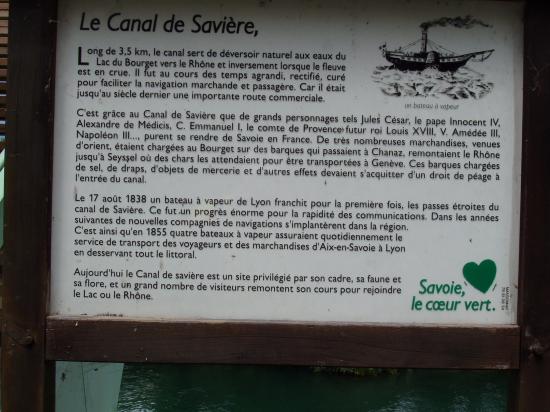 Le Canal de Savière,
Long de 3,5 km, le canal sert de déversoir naturel aux eaux du
Lac du Bourget vers le Rhône et inversement lorsque le fleuve
est en crue. Il fut au cours des temps agrandi, rectifié, curé
pour faciliter la navigation marchande et passagère. Car il était
jusqu'au siècle dernier une importante route commerciale.
un bateau à vapeur
C'est grâce au Canal de Savière que de grands personnages tels Jules César, le pape Innocent IV,
Alexandre de Médicis, C. Emmanuel I, le comte de Provence futur roi Louis XVIII, V. Amédée III,
Napoléon III..., purent se rendre de Savoie en France. De très nombreuses marchandises, venues
d'orient, étaient chargées au Bourget sur des barques qui passaient à Chanaz, remontaient le Rhône
jusqu'à Seyssel où des chars les attendaient pour être transportées à Genève. Ces barques chargées
de sel, de draps, d'objets de mercerie et d'autres effets devaient s'acquitter d'un droit de péage à
l'entrée du canal.
Le 17 août 1838 un bateau à vapeur de Lyon franchit pour la première fois, les passes étroites du
canal de Savière. Ce fut un progrès énorme pour la rapidité des communications. Dans les années
suivantes de nouvelles compagnies de navigations s'implantèrent dans la région.
C'est ainsi qu'en 1855 quatre bateaux à vapeur assuraient quotidiennement le
service de transport des voyageurs et des marchandises d'Aix-en-Savoie à Lyon
en desservant tout le littoral.
Aujourd'hui le Canal de savière est un site privilégié par son cadre, sa faune et
sa flore, et un grand nombre de visiteurs remontent son cours pour rejoindre
le Lac ou le Rhône.
Savoie,
le cœur vert.